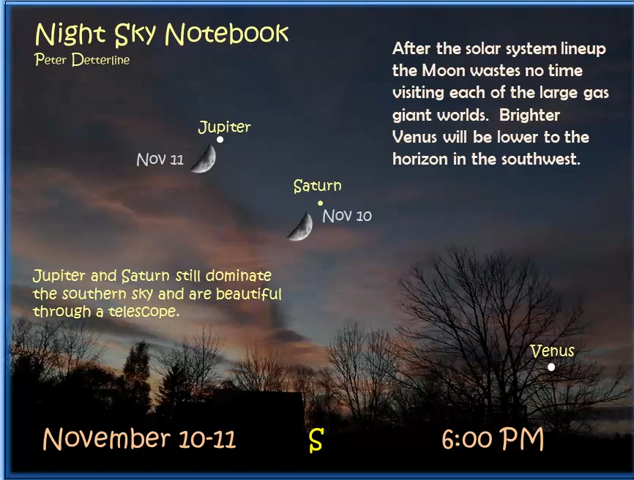 Night Sky Notebook
Peter Detterline
After the solar system lineup
the Moon wastes no time
visiting each of the large gas
giant worlds.  Brighter
Venus will be lower to the
horizon in the southwest.
Jupiter
Nov 11
Saturn
Nov 10
Jupiter and Saturn still dominate
the southern sky and are beautiful
through a telescope.
Venus
November 10-11
S
6:00 PM